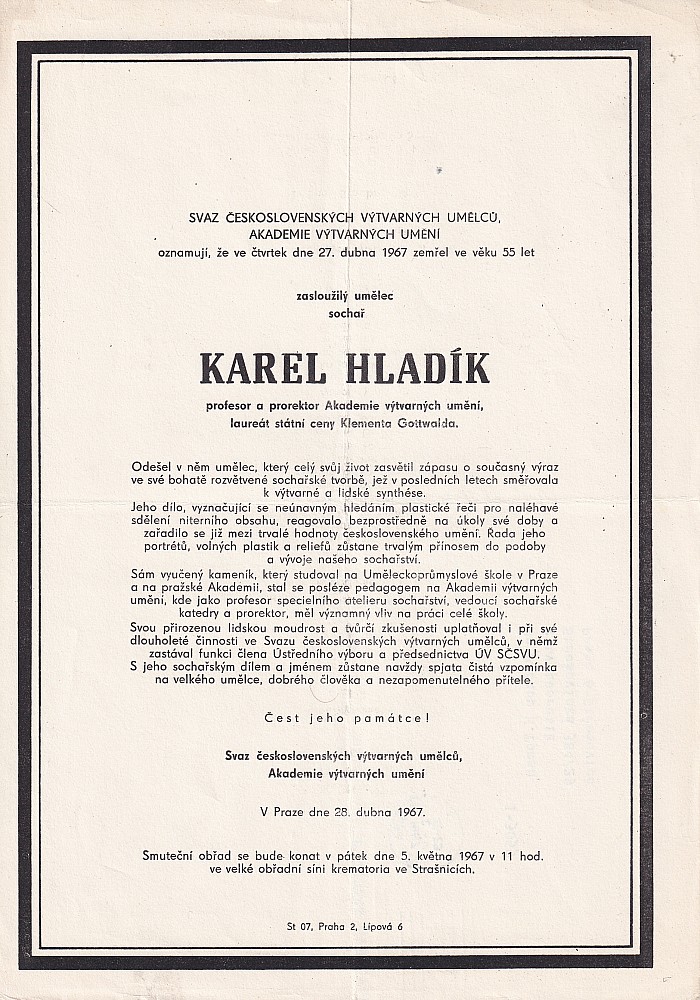 SVAZ ČESKOSLOVENSKÝCH VÝTVARNÝCH UMĚLCŮ,
AKADEMIE VÝTVARNÝCH UMĚNÍ
oznamují, že ve čtvrtek dne 27. dubna 1967 zemřel ve věku 55 let
zasloužilý umělec
sochař
KAREL HLADÍK
profesor a prorektor Akademie výtvarných umění,
laureát státní ceny Klementa Gottwalda.
Odešel v něm umělec, který celý svůj život zasvětil zápasu o současný výraz
ve své bohatě rozvětvené sochařské tvorbě, jež v posledních letech směřovala
k výtvarné a lidské synthése.
Jeho dílo, vyznačující se neúnavným hledáním plastické řeči pro naléhavé
sdělení niterního obsahu, reagovalo bezprostředně na úkoly své doby a
zařadilo se již mezi trvalé hodnoty československého umění. Řada jeho
portrétů, volných plastik a reliefů zůstane trvalým přínosem do podoby
a vývoje našeho sochařství.
Sám vyučený kameník, který studoval na Uměleckoprůmyslové škole v Praze
a na pražské Akademii, stal se posléze pedagogem na Akademii výtvarných
umění, kde jako profesor specielního atelieru sochařství, vedoucí sochařské
katedry a prorektor, měl významný vliv na práci celé školy.
Svou přirozenou lidskou moudrost a tvůrčí zkušenosti uplatňoval i při své
dlouholeté činnosti ve Svazu československých výtvarných umělců, v němž
zastával funkci člena Ústředního výboru a předsednictva ÚV SČSVU.
S jeho sochařským dílem a jménem zůstane navždy spjata čistá vzpomínka
na velkého umělce, dobrého člověka a nezapomenutelného přítele.
Čest jeho památce!
Svaz československých výtvarných umělců,
Akademie výtvarných umění
V Praze dne 28. dubna 1967.
Smuteční obřad se bude konat v pátek dne 5. května 1967 v 11 hod.
ve velké obřadní síni krematoria ve Strašnicích.
St 07, Praha 2, Lípová 6